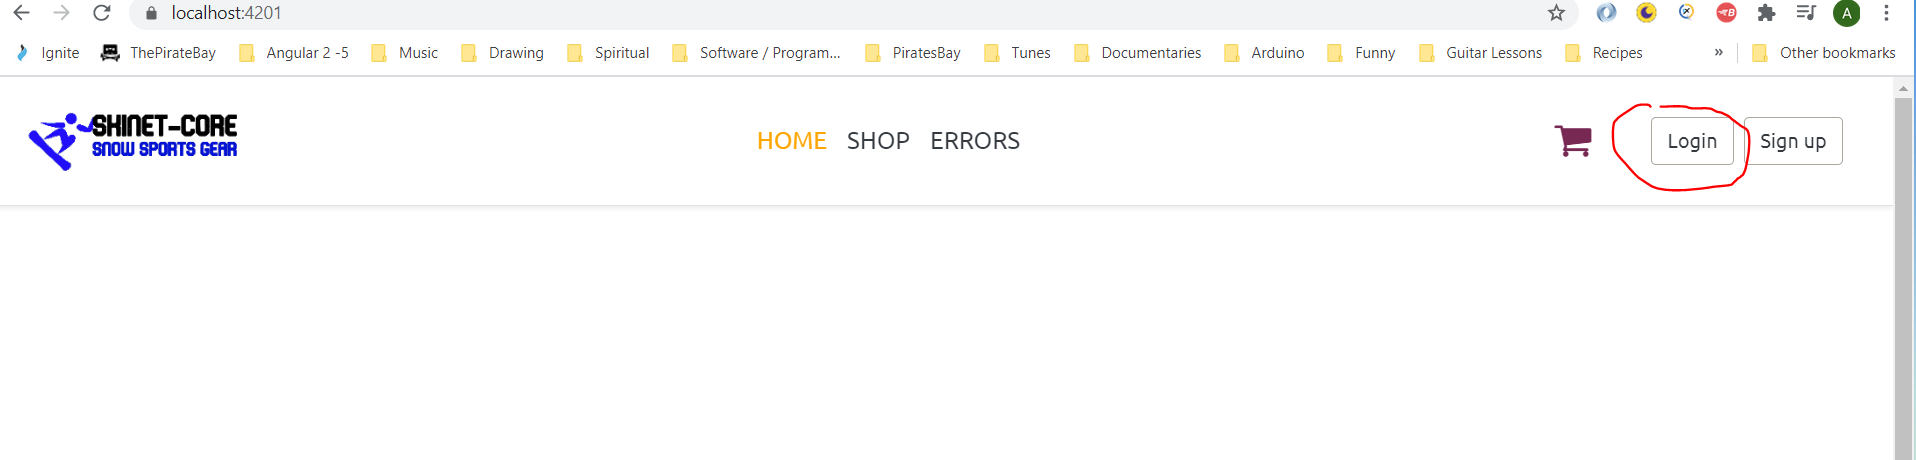 localhost:4201
A
Ignite ThePirateBay Angular 2 -5 Music Drawing Spiritual Software / Program... PiratesBay Tunes Documentaries Arduino Funny Guitar Lessons Recipes » Other bookmarks
SKINET-CORE
SNOW SPORTS GEAR
HOME SHOP ERRORS Login Sign up